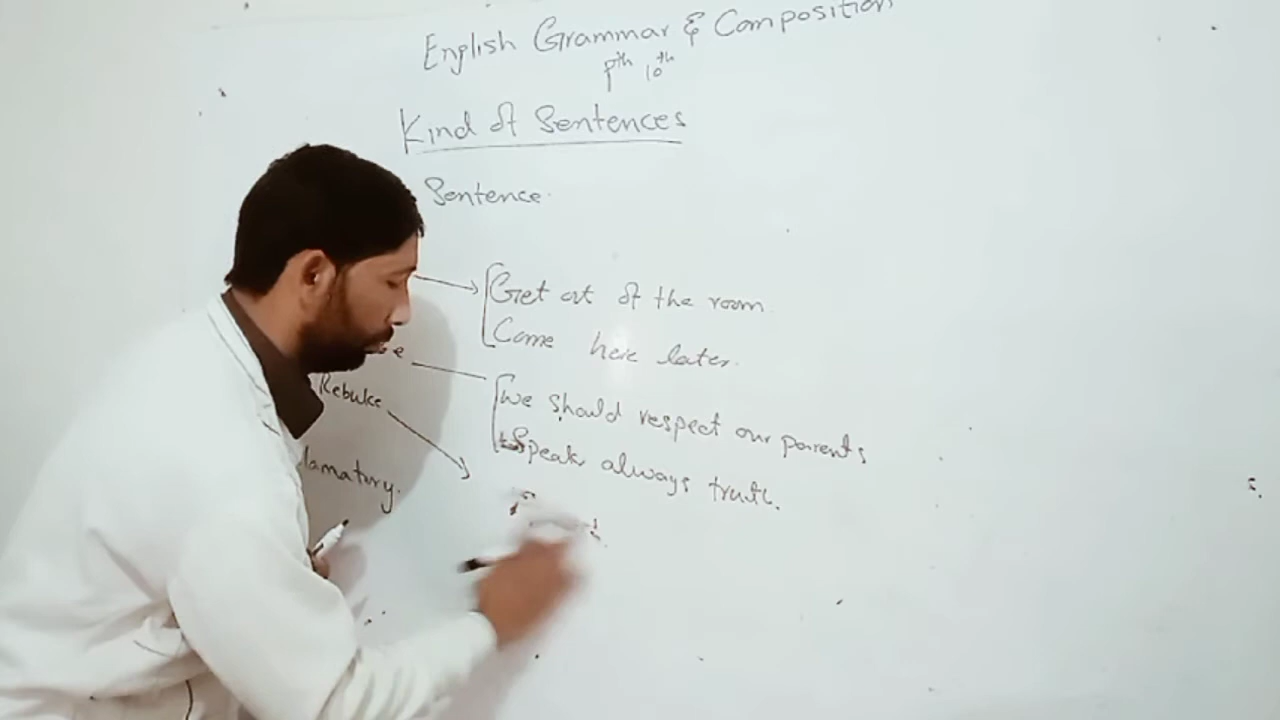 English Grammar & Composition
9th 10th
Kind of Sentences
Sentence.
Get out of the room.
Come here later.
we should respect our parents
Rebuke
Speak always truth.
lamatory.